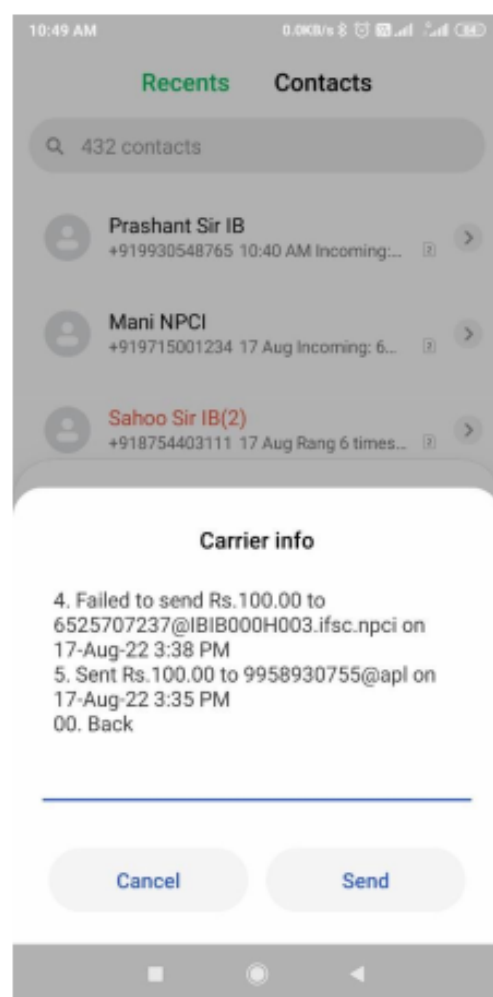 10:49 AM 0.0KB/s
Recents Contacts
432 contacts
Prashant Sir IB
+919930548765 10:40 AM Incoming:...
Mani NPCI
+919715001234 17 Aug Incoming: 6...
Sahoo Sir IB(2)
+918754403111 17 Aug Rang 6 times...
Carrier info
4. Failed to send Rs.100.00 to
6525707237@IBIB000H003.ifsc.npci on
17-Aug-22 3:38 PM
5. Sent Rs.100.00 to 9958930755@apl on
17-Aug-22 3:35 PM
00. Back
Cancel Send